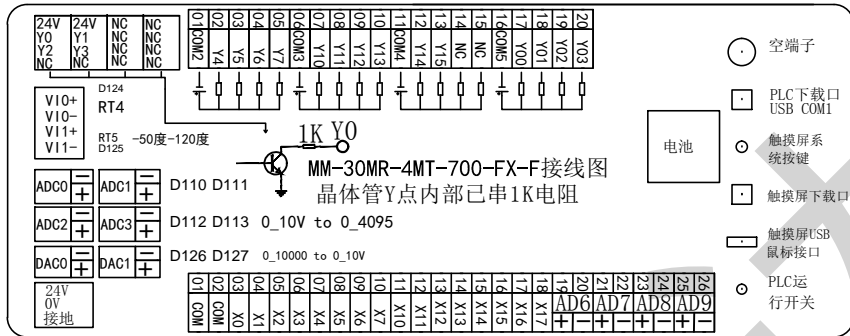 24V 24V NC NC
Y0 Y1 NC NC
Y2 Y3 NC NC
NC NC NC NC
01 02 03 04 05 06 07 08 09 10 11 12 13 14 15 16 17 18 19 20
COM2 Y4 Y5 Y6 Y7 COM3 Y10 Y11 Y12 Y13 COM4 Y14 Y15 NC NC COM5 Y00 Y01 Y02 Y03
VI0+
VI0-
VI1+
VI1-
D124
RT4
RT5 -50度-120度
D125
1K Y0
MM-30MR-4MT-700-FX-F接线图
晶体管Y点内部已串1K电阻
ADC0 - + ADC1 - + D110 D111
ADC2 - + ADC3 - + D112 D113 0_10V to 0_4095
DAC0 - + DAC1 - + D126 D127 0_10000 to 0_10V
24V
0V
接地
01 02 03 04 05 06 07 08 09 10 11 12 13 14 15 16 17 18 19 20 21 22 23 24 25 26
COM COM X0 X1 X2 X3 X4 X5 X6 X7 X10 X11 X12 X13 X14 X15 X16 X17 AD6 AD7 AD8 AD9
+ - + - + - + -
电池
空端子
PLC下载口
USB COM1
触摸屏系
统按键
触摸屏下载口
触摸屏USB
鼠标接口
PLC运
行开关